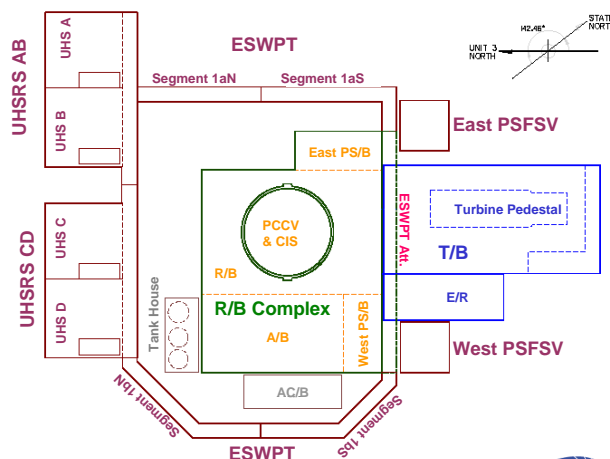 UHSRS AB
UHS A
UHS B
UHSRS CD
UHS C
UHS D
ESWPT
Segment 1aN
Segment 1aS
142.46°
STATE
NORTH
UNIT 3
NORTH
East PSFSV
East PS/B
PCCV
& CIS
R/B
ESWPT Att.
Turbine Pedestal
T/B
E/R
R/B Complex
A/B
West PS/B
Tank House
West PSFSV
AC/B
Segment 1bN
Segment 1bS
ESWPT